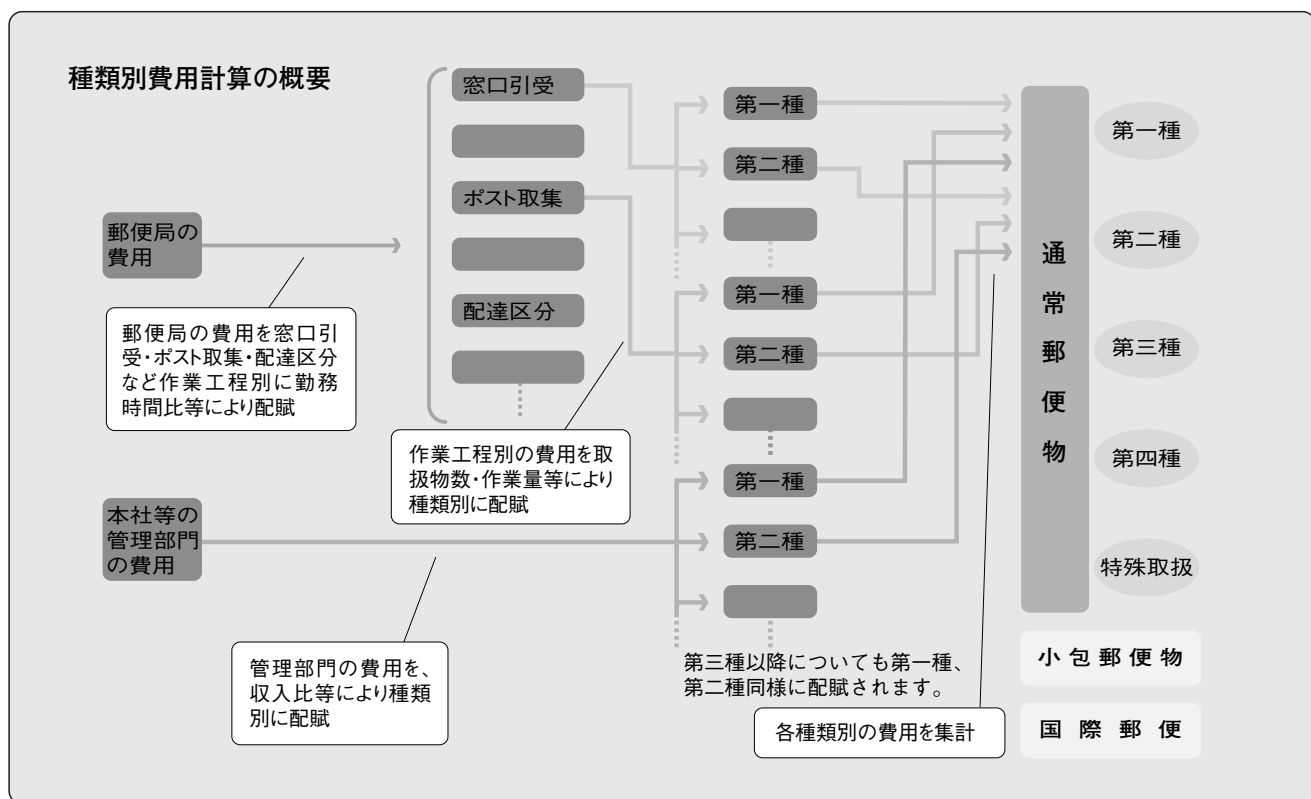 種類別費用計算の概要
郵便局の
費用
郵便局の費用を窓口引
受・ポスト取集・配達区分
など作業工程別に勤務
時間比等により配賦
本社等の
管理部門
の費用
管理部門の費用を、
収入比等により種類
別に配賦
窓口引受
ポスト取集
配達区分
作業工程別の費用を取
扱物数・作業量等により
種類別に配賦
第一種
第二種
第一種
第二種
第一種
第二種
第三種以降についても第一種、
第二種同様に配賦されます。
各種類別の費用を集計
通常郵便物
第一種
第二種
第三種
第四種
特殊取扱
小包郵便物
国際郵便